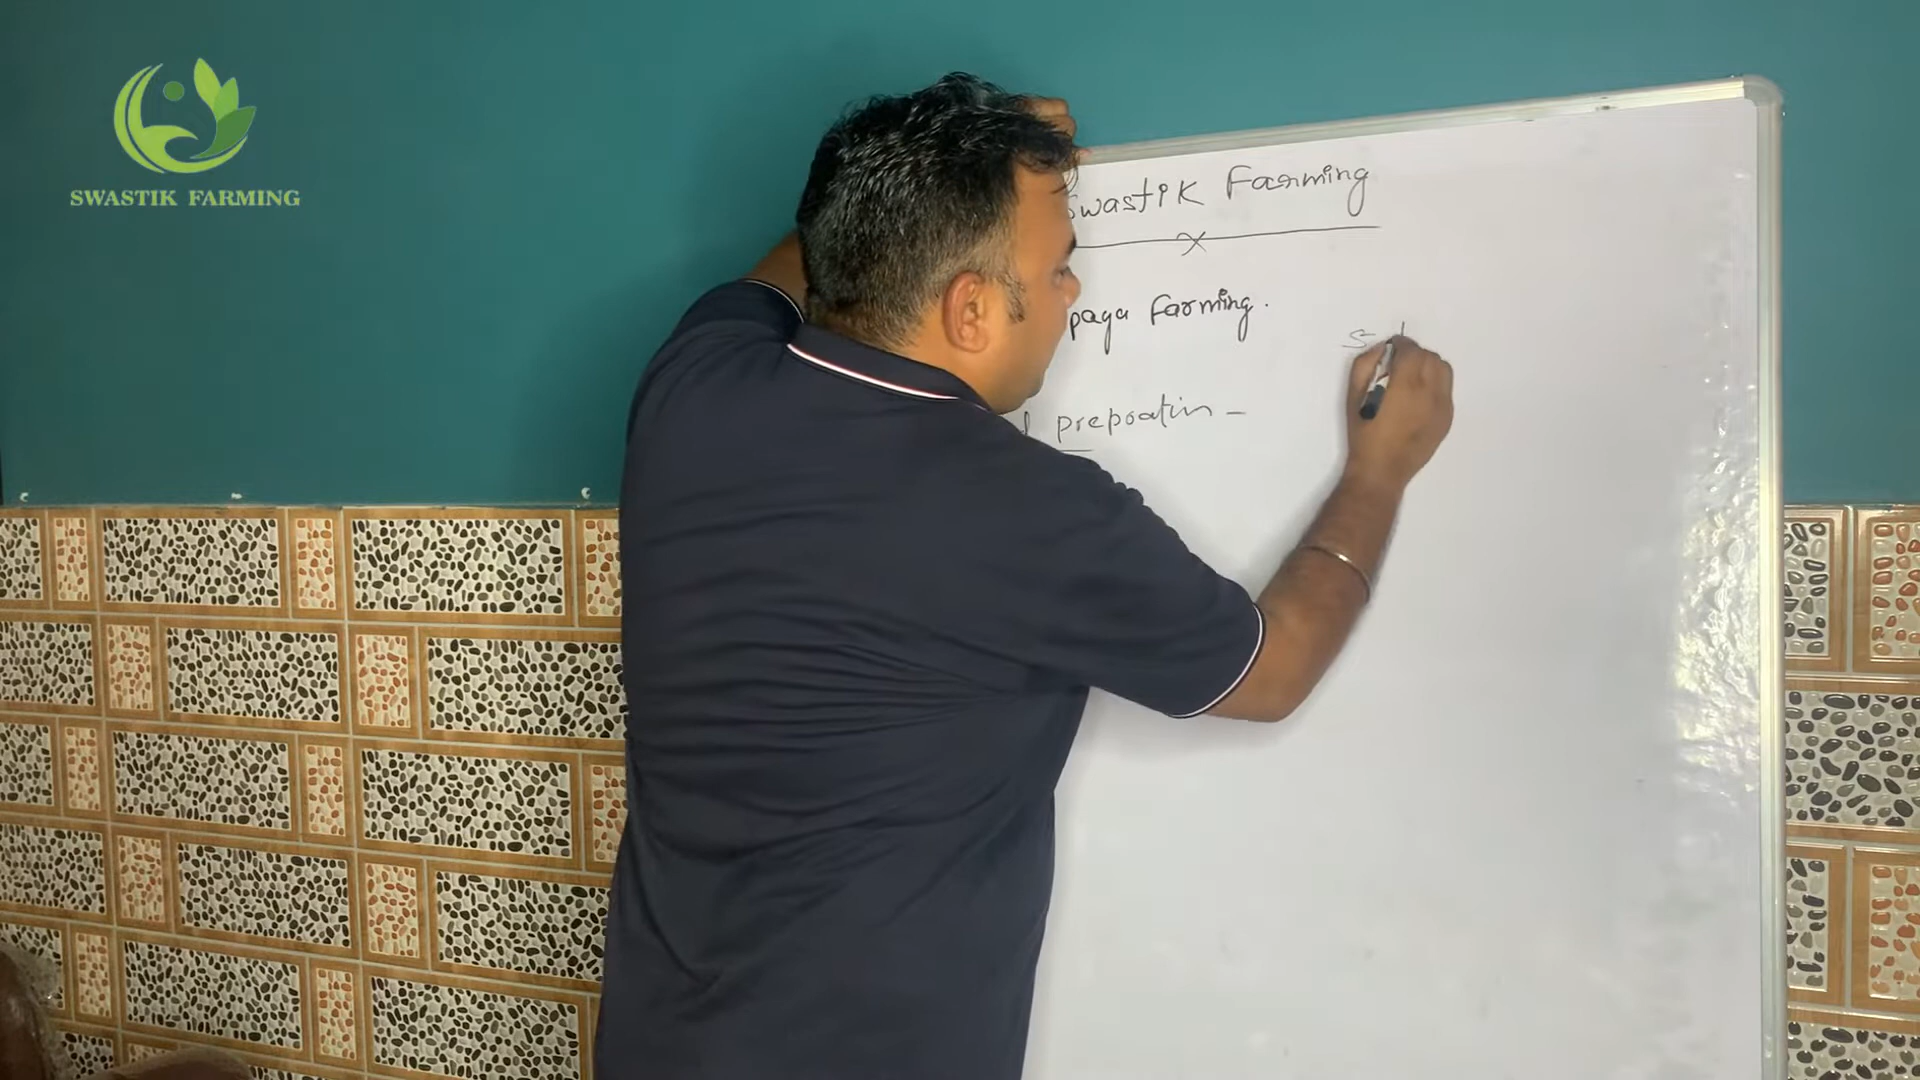 SWASTIK FARMING
Swastik Farming
paya Farming.
prepoatin -